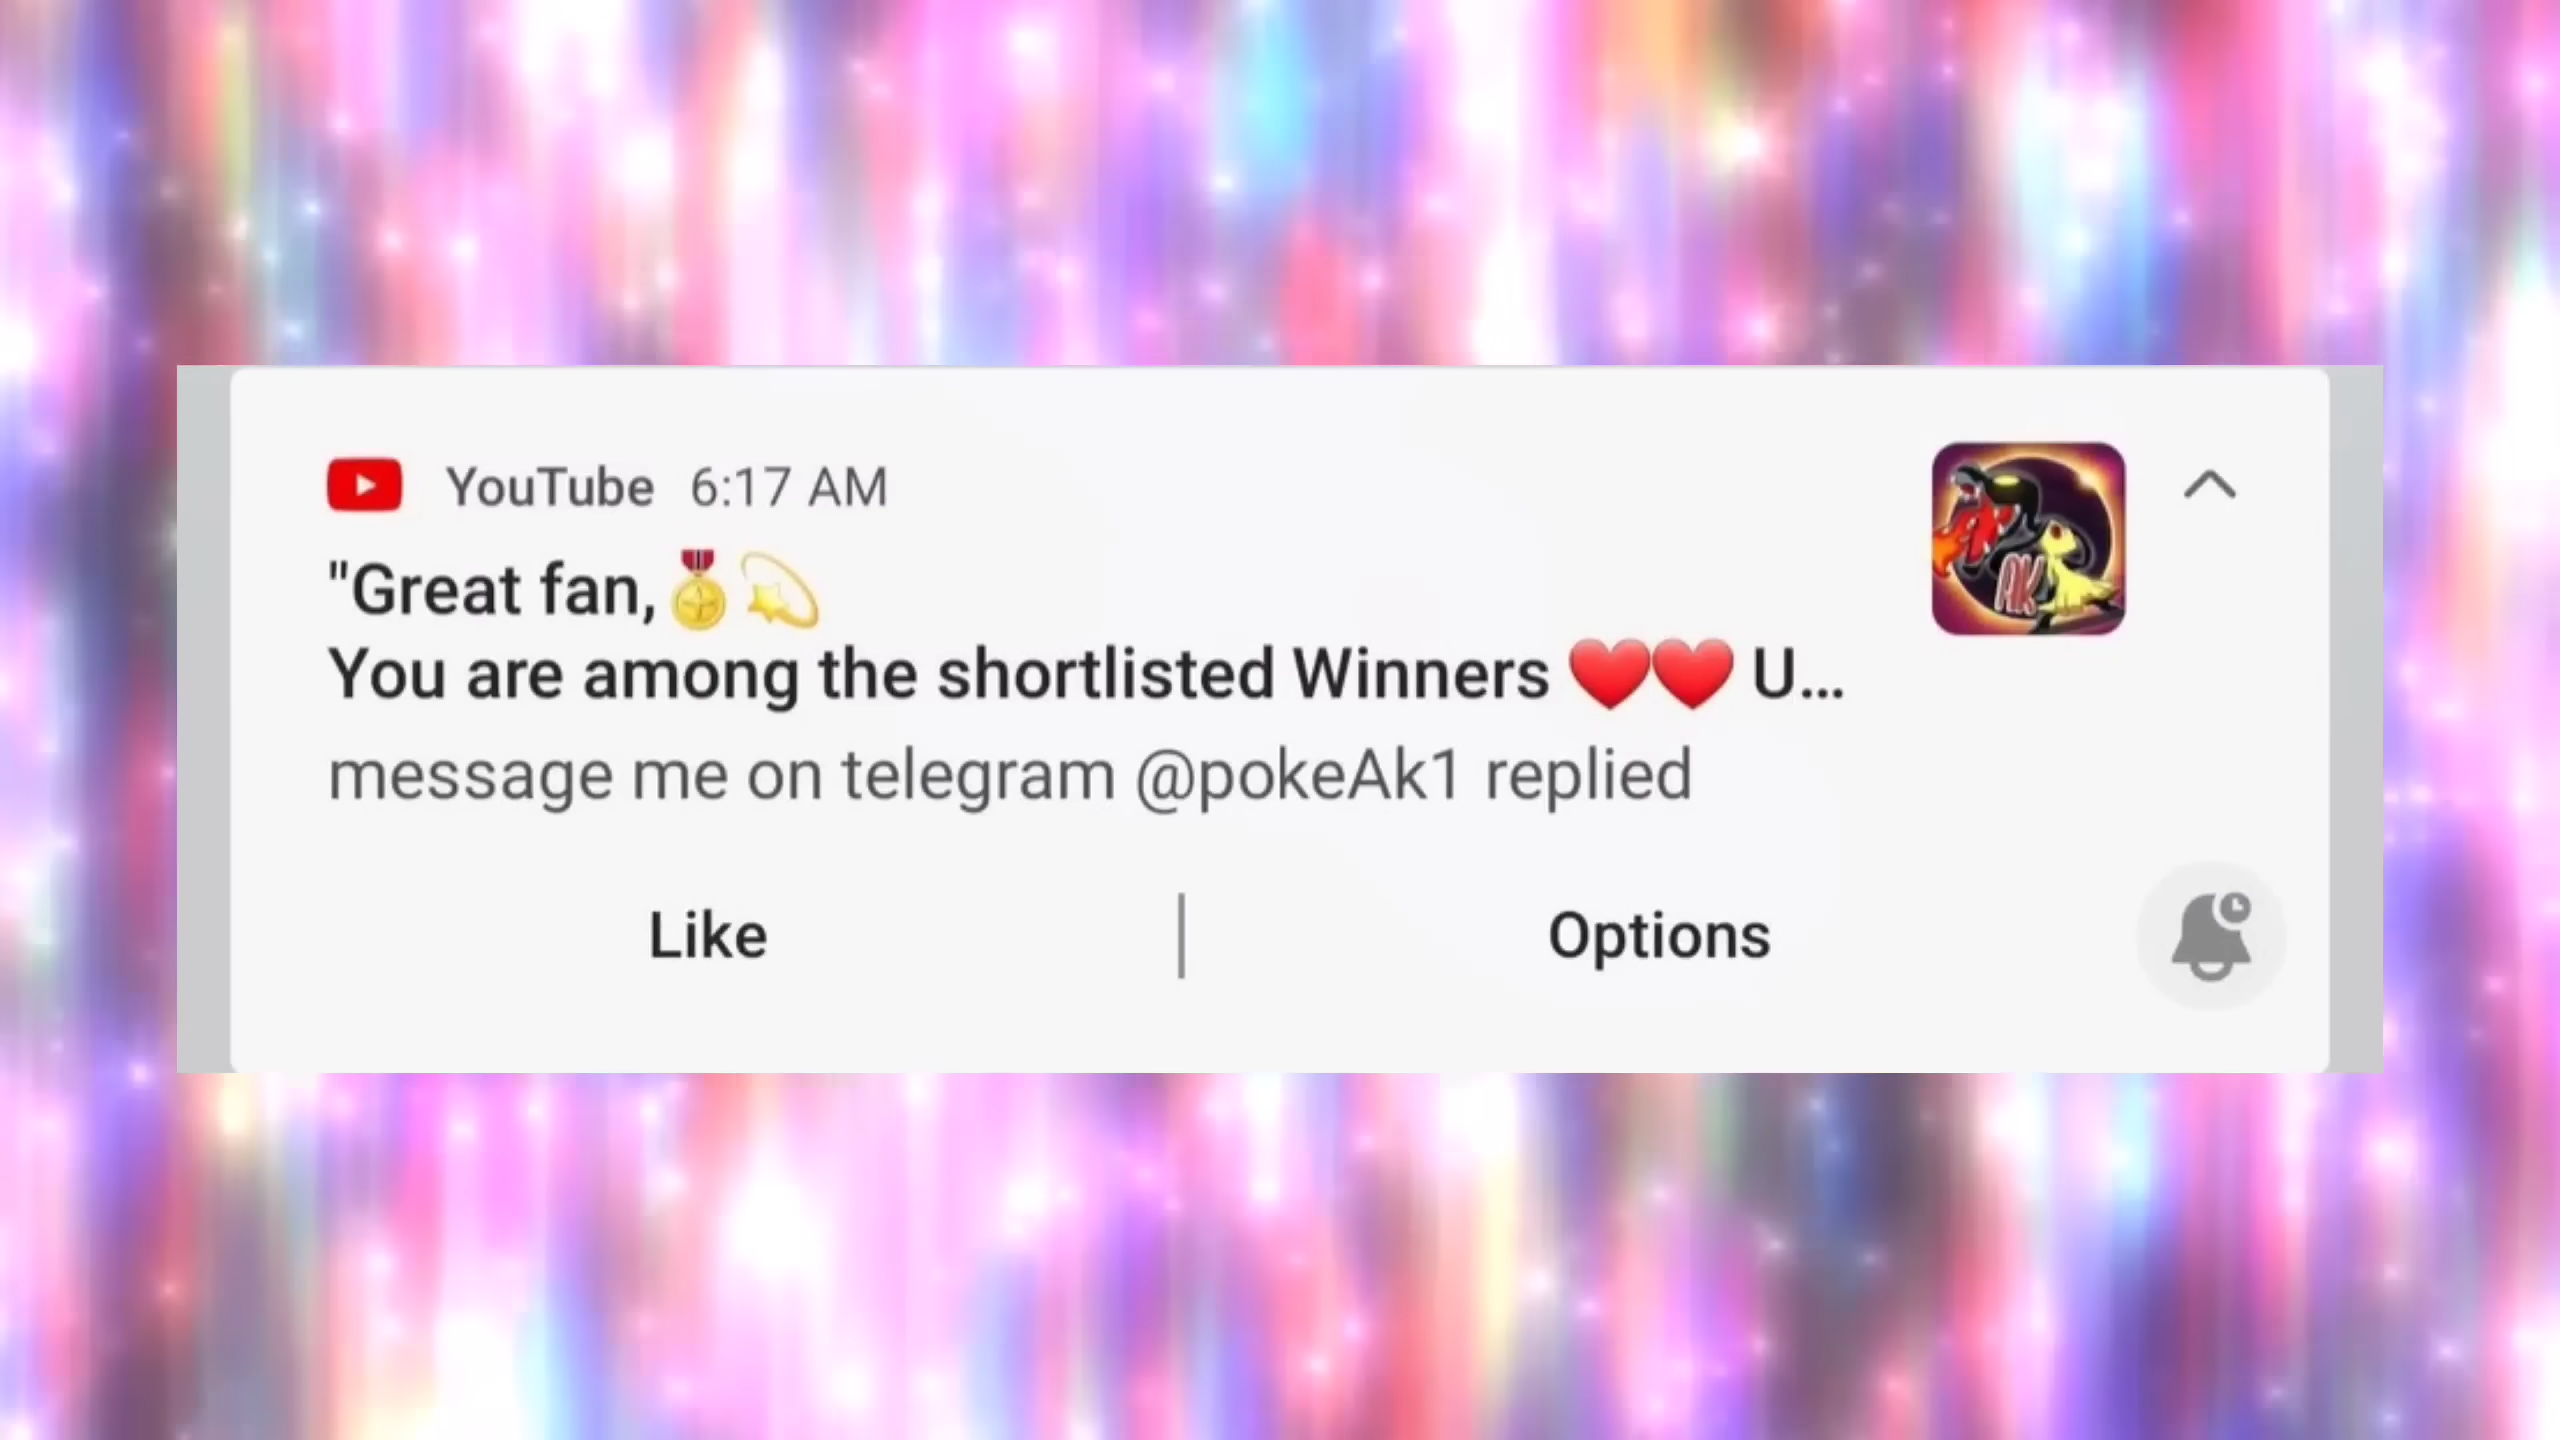 YouTube 6:17 AM
"Great fan,🎖️💫
You are among the shortlisted Winners ❤️❤️ U...
message me on telegram @pokeAk1 replied
AK
Like | Options